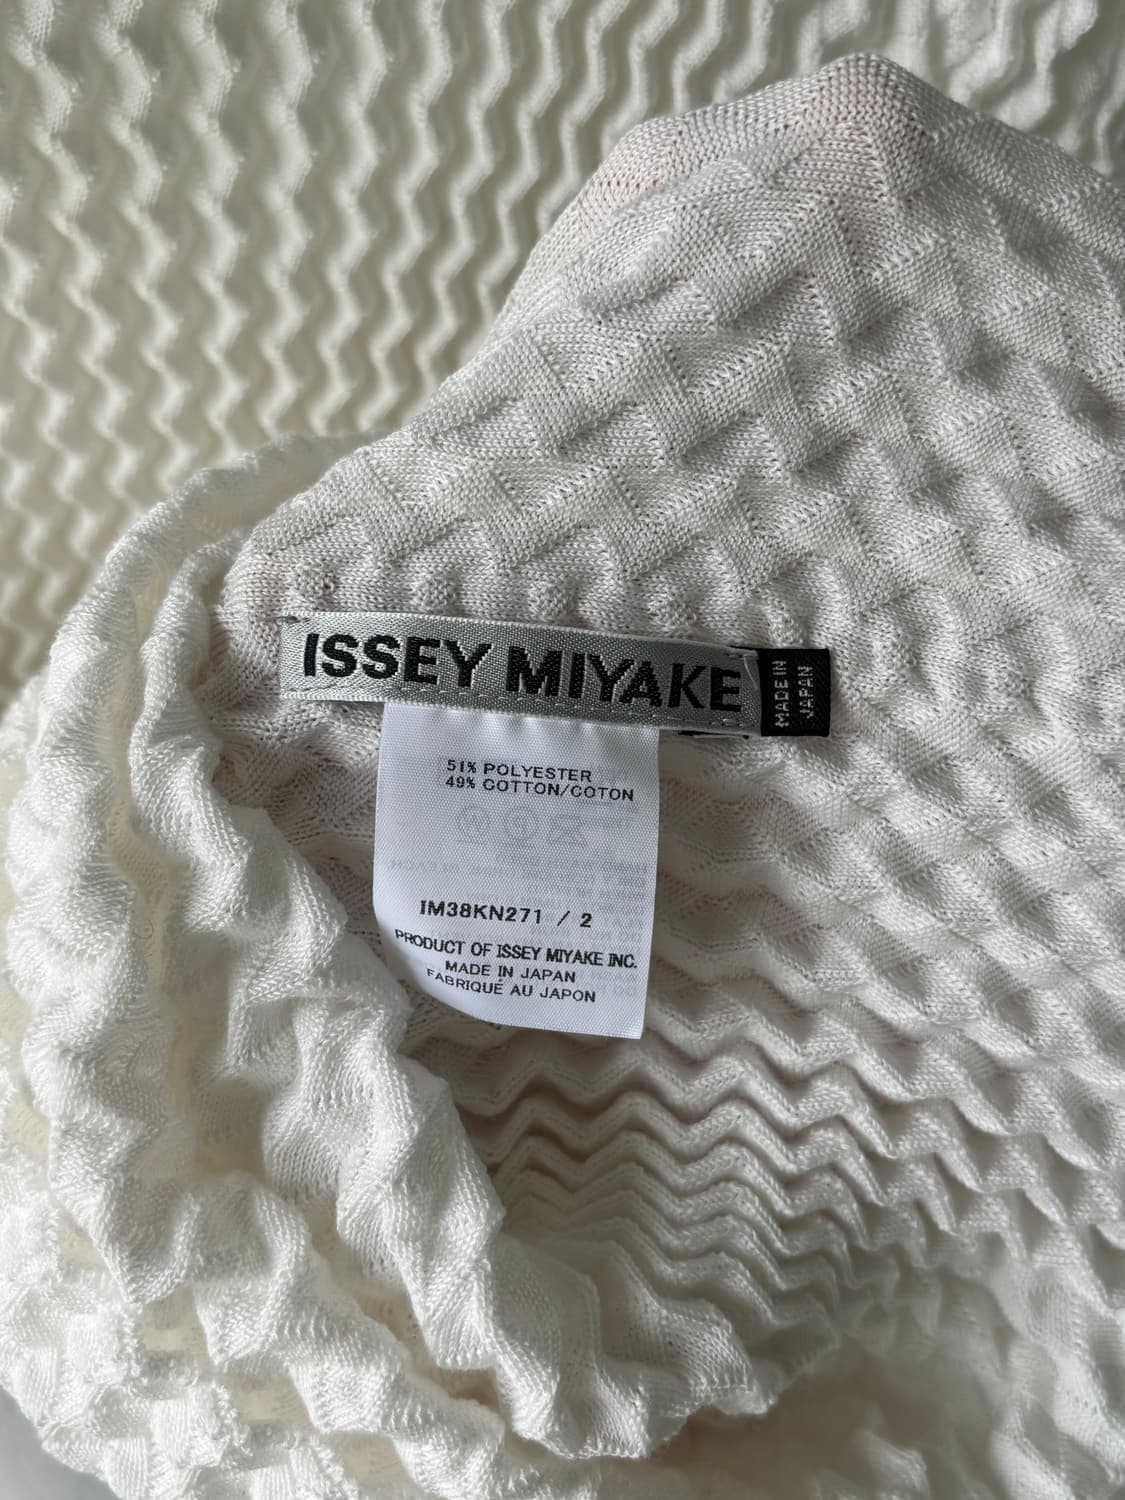 ISSEY MIYAKE
MADE IN
JAPAN
51% POLYESTER
49% COTTON/COTON
IM38KN271 / 2
PRODUCT OF ISSEY MIYAKE INC.
MADE IN JAPAN
FABRIQUÉ AU JAPON